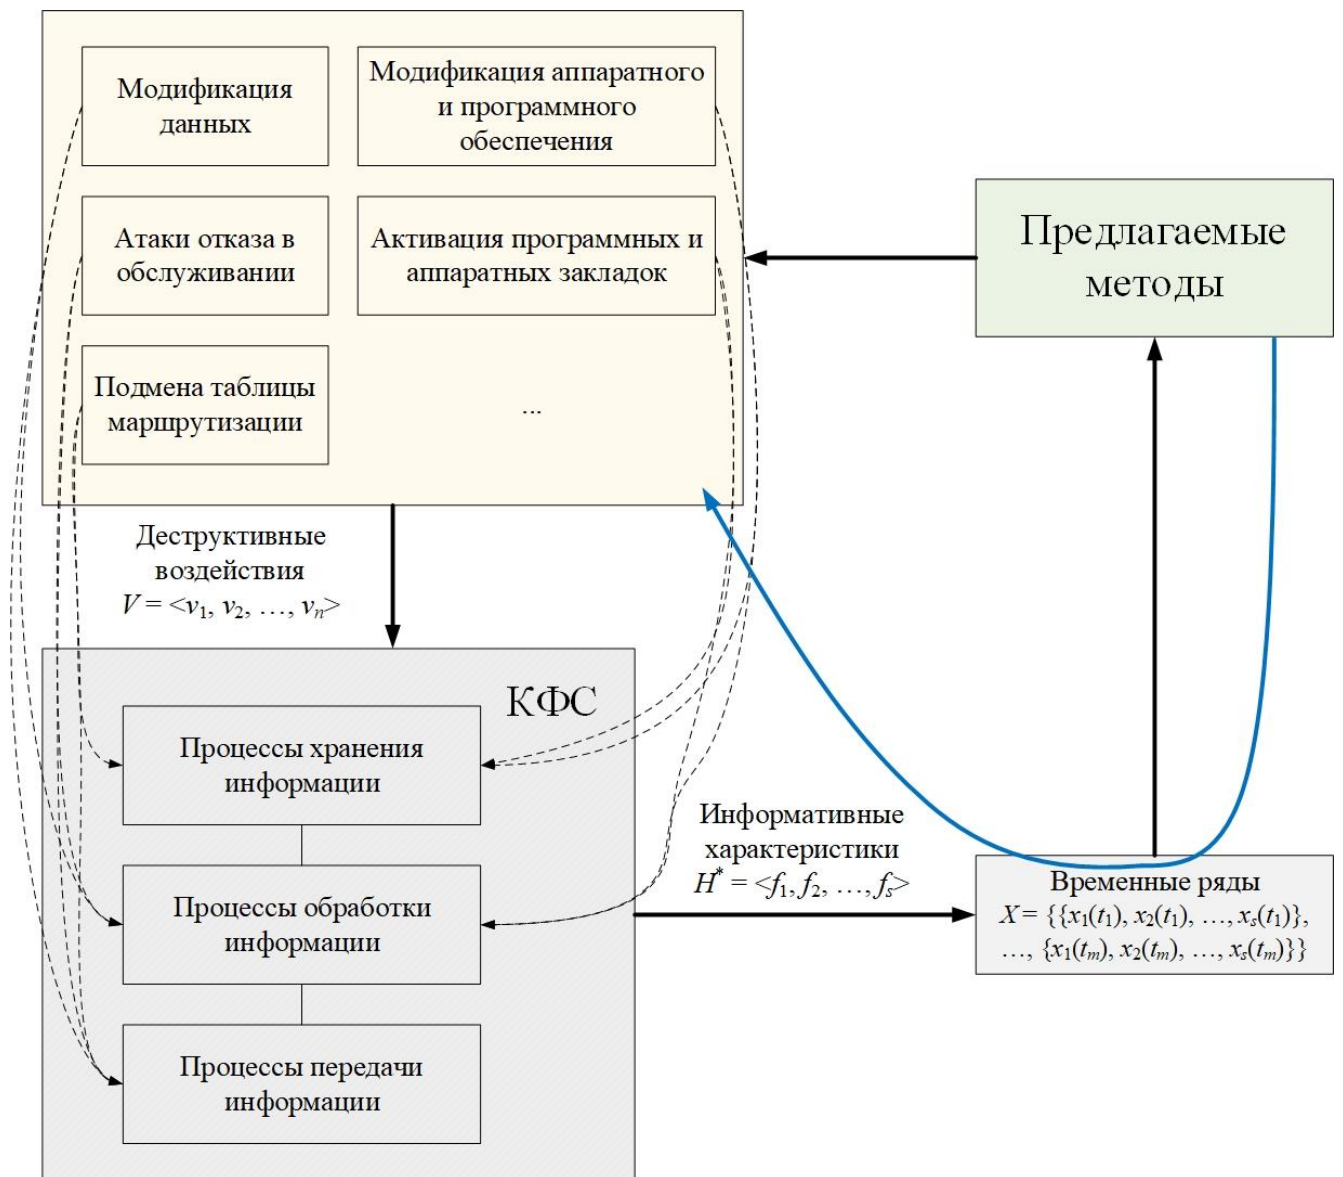 Модификация
данных
Модификация аппаратного
и программного
обеспечения
Атаки отказа в
обслуживании
Активация программных и
аппаратных закладок
Подмена таблицы
маршрутизации
...
Предлагаемые
методы
Деструктивные
воздействия
V = <v₁, v₂, …, vₙ>
КФС
Процессы хранения
информации
Процессы обработки
информации
Процессы передачи
информации
Информативные
характеристики
H* = <f₁, f₂, …, fₛ>
Временные ряды
X = {{x₁(t₁), x₂(t₁), …, xₛ(t₁)},
…, {x₁(tₘ), x₂(tₘ), …, xₛ(tₘ)}}